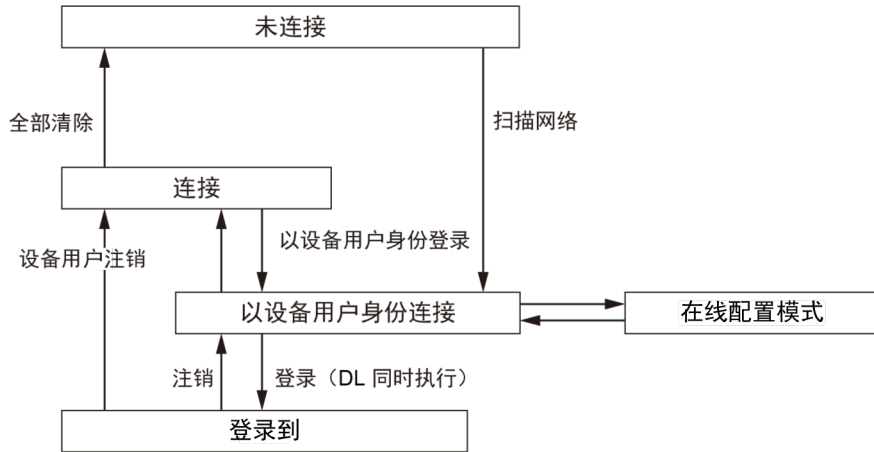 未连接
全部清除
扫描网络
连接
设备用户注销
以设备用户身份登录
以设备用户身份连接
在线配置模式
注销
登录（DL 同时执行）
登录到